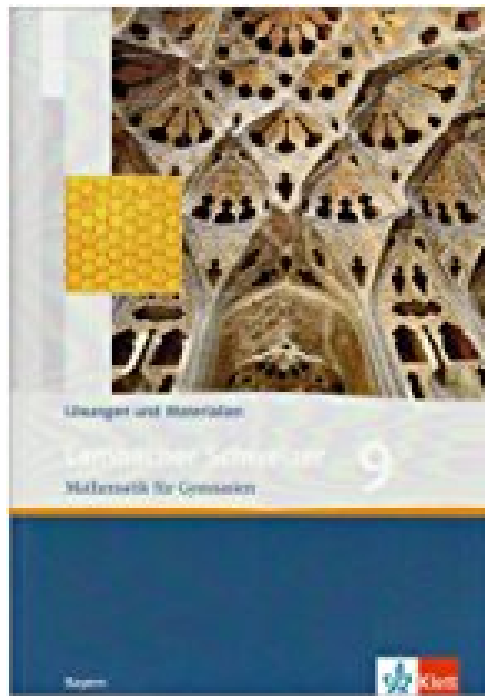 Lösungen und Materialien
Lambacher Schweizer 9
Mathematik für Gymnasien
Bayern
Klett